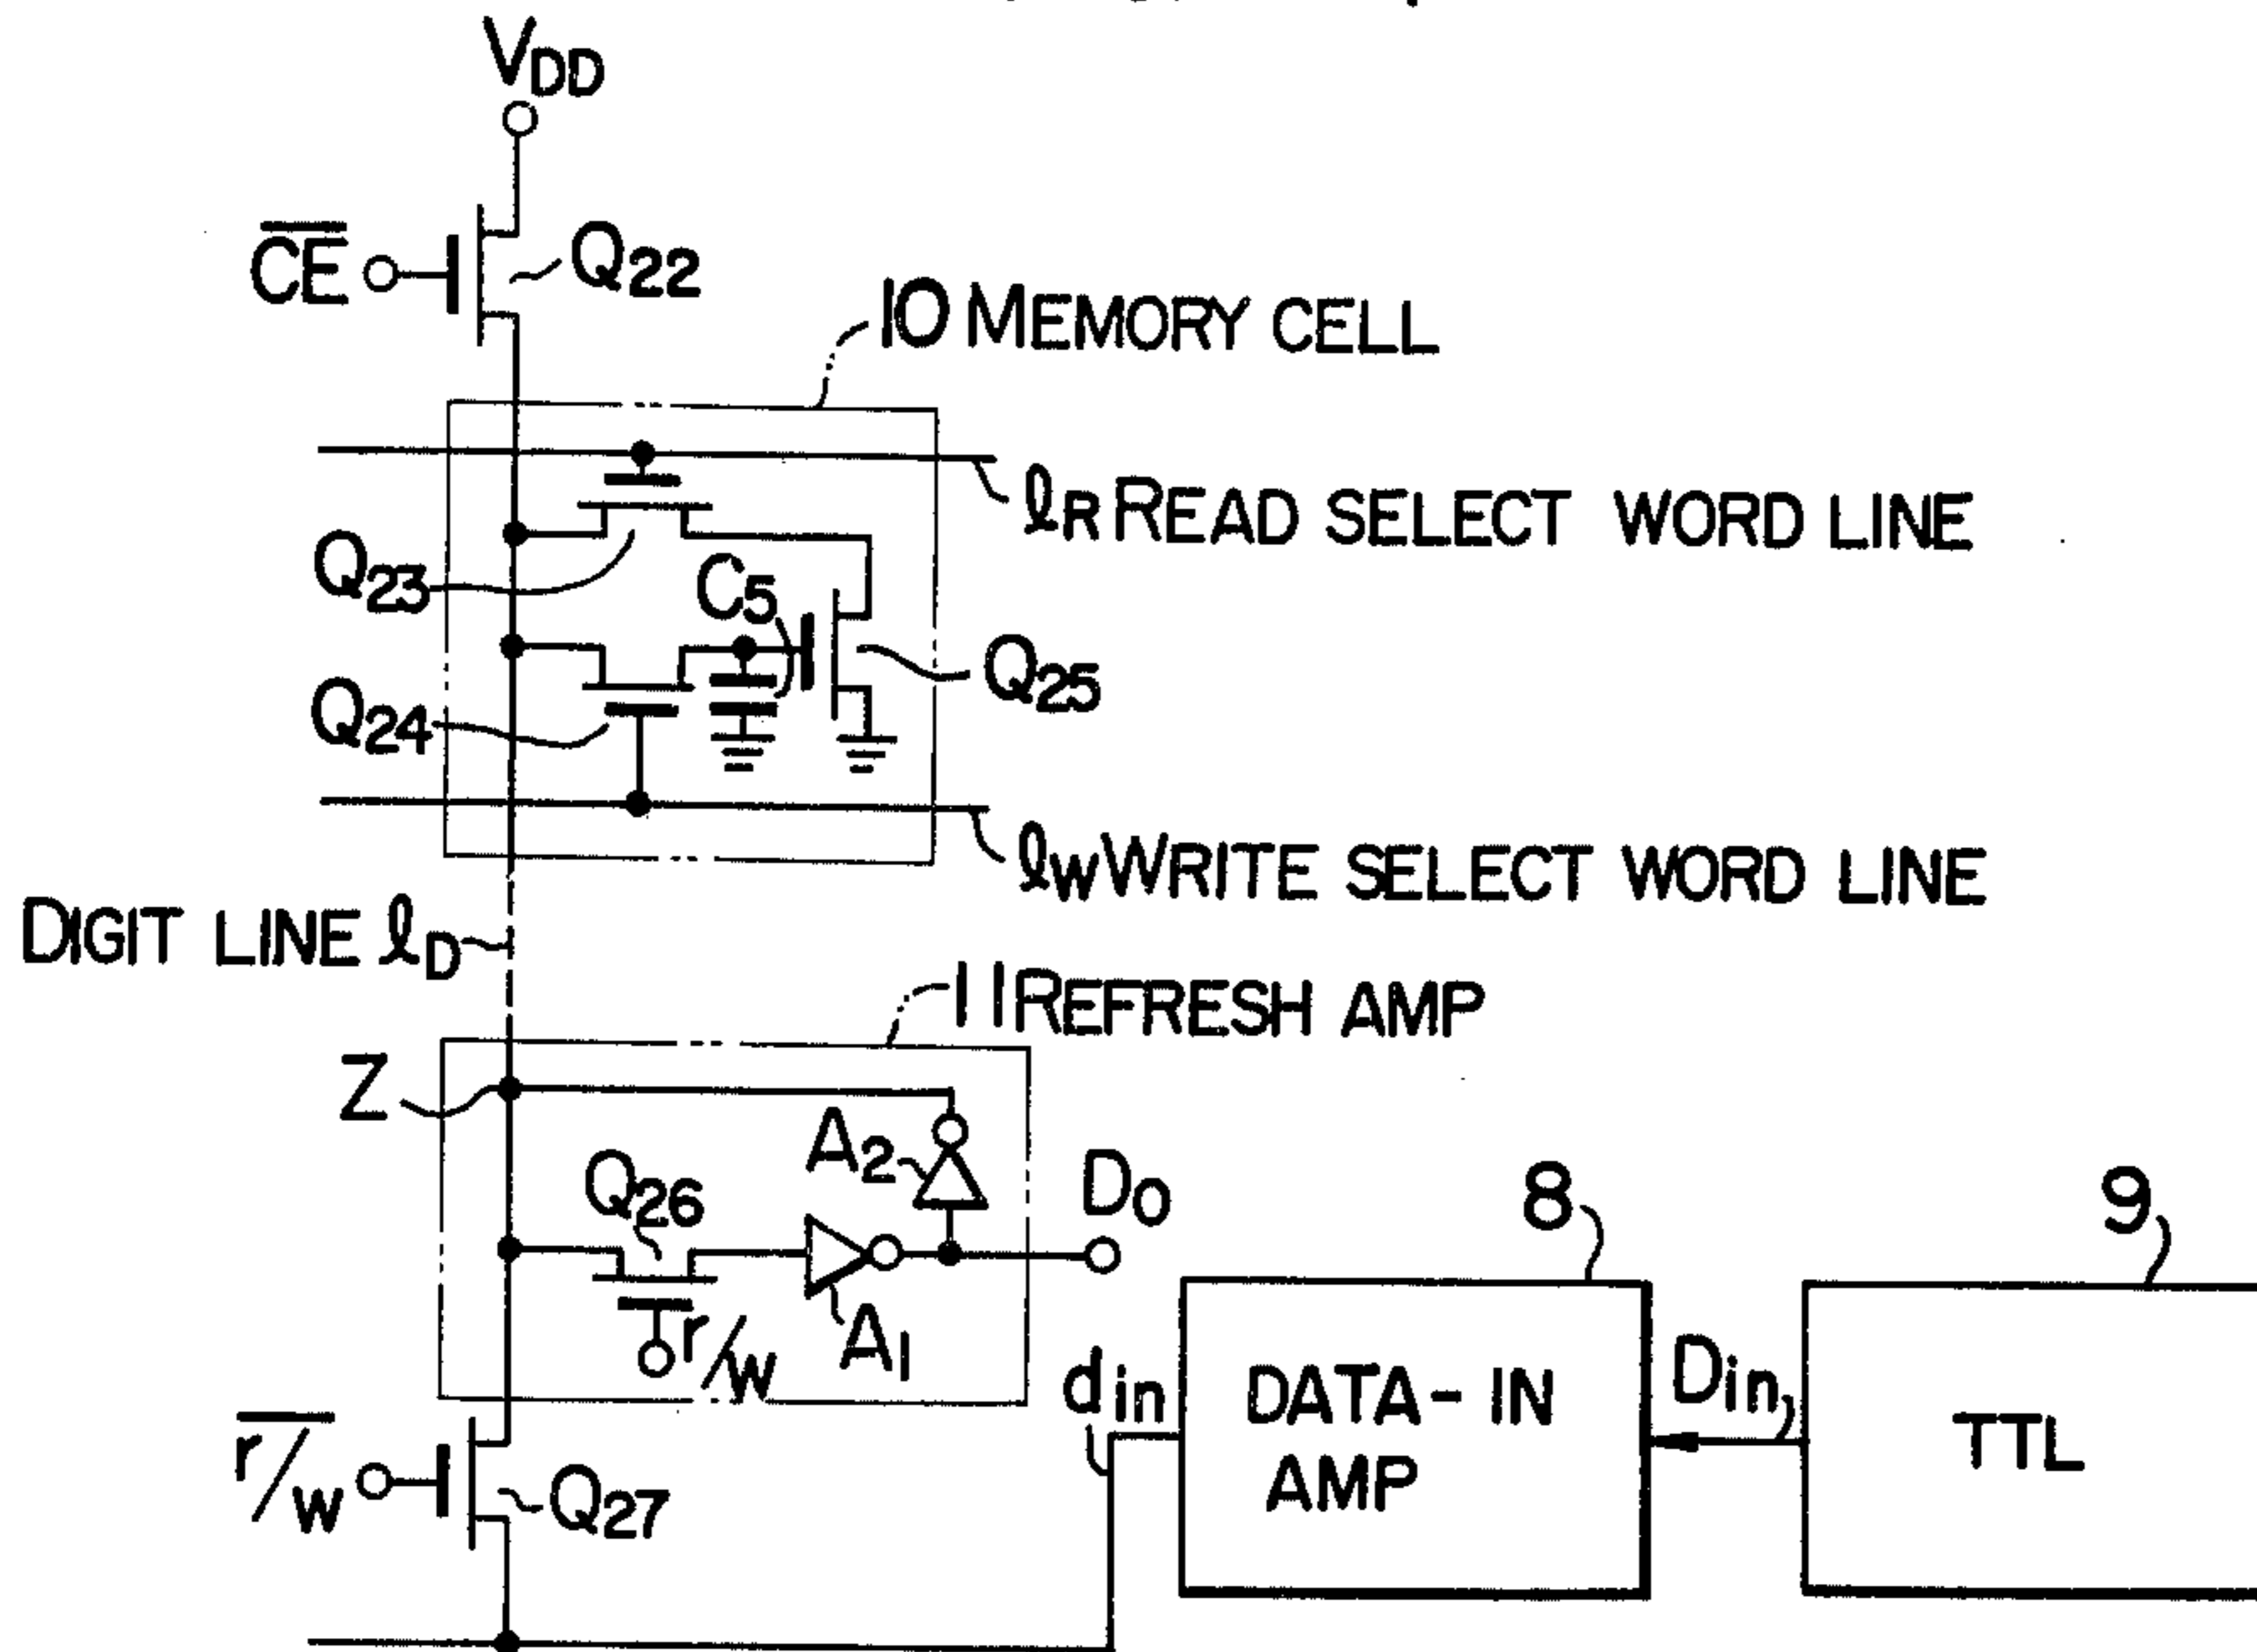 VDD
CE
Q22
10 MEMORY CELL
ℓR READ SELECT WORD LINE
Q23
C5
Q25
Q24
ℓW WRITE SELECT WORD LINE
DIGIT LINE ℓD
11 REFRESH AMP
Z
A2
Q26
D0
8
9
r/w
A1
din
DATA-IN
AMP
Din
TTL
r/w
Q27